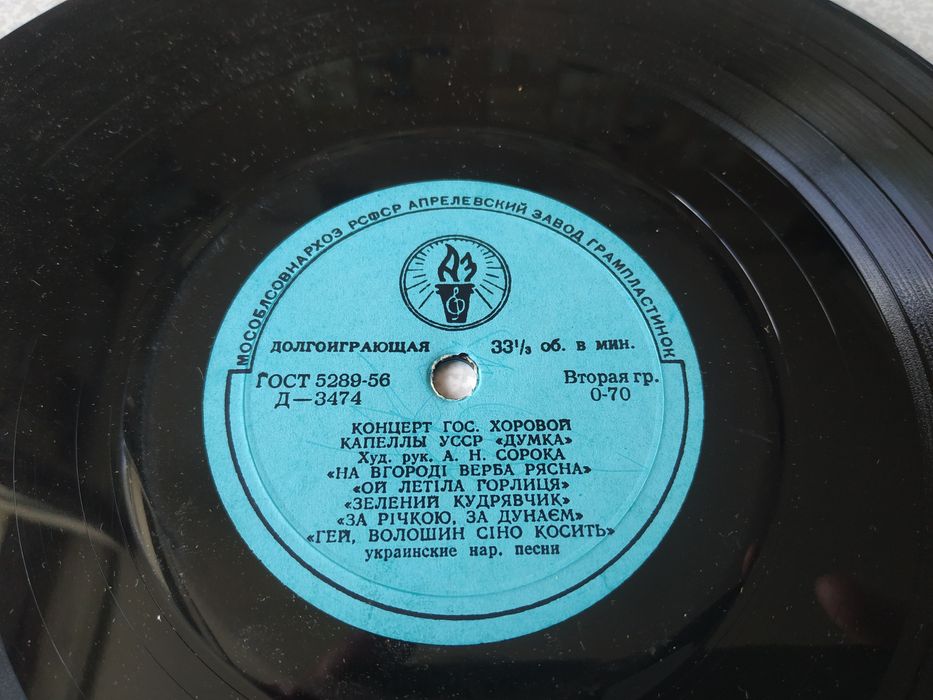 МОСОБЛСОВНАРХОЗ РСФСР АПРЕЛЕВСКИЙ ЗАВОД ГРАМПЛАСТИНОК
АЗ
ДОЛГОИГРАЮЩАЯ 33 1/3 об. в мин.
ГОСТ 5289-56 Вторая гр.
Д—3474 0-70
КОНЦЕРТ ГОС. ХОРОВОЙ
КАПЕЛЛЫ УССР «ДУМКА»
Худ. рук. А. Н. СОРОКА
«НА ВГОРОДІ ВЕРБА РЯСНА»
«ОЙ ЛЕТІЛА ГОРЛИЦЯ»
«ЗЕЛЕНИЙ КУДРЯВЧИК»
«ЗА РІЧКОЮ, ЗА ДУНАЄМ»
«ГЕЙ, ВОЛОШИН СІНО КОСИТЬ»
украинские нар. песни